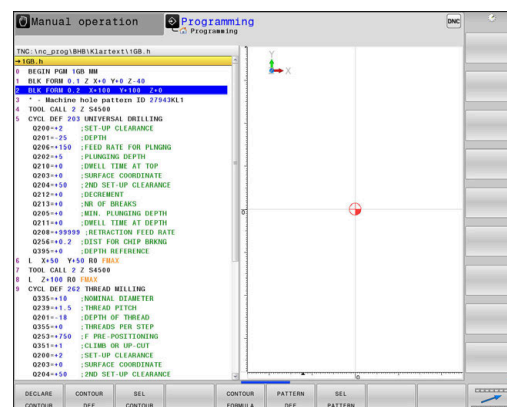 Manual operation
Programming
Programming
DNC
TNC:\nc_prog\BHB\Klartext\1GB.h
→1GB.h
0 BEGIN PGM 1GB MM
1 BLK FORM 0.1 Z X+0 Y+0 Z-40
2 BLK FORM 0.2 X+100 Y+100 Z+0
3 * - Machine hole pattern ID 27943KL1
4 TOOL CALL 2 Z S4500
5 CYCL DEF 203 UNIVERSAL DRILLING
Q200=+2 ;SET-UP CLEARANCE
Q201=-25 ;DEPTH
Q206=+150 ;FEED RATE FOR PLNGNG
Q202=+5 ;PLUNGING DEPTH
Q210=+0 ;DWELL TIME AT TOP
Q203=+0 ;SURFACE COORDINATE
Q204=+50 ;2ND SET-UP CLEARANCE
Q212=+0 ;DECREMENT
Q213=+0 ;NR OF BREAKS
Q205=+0 ;MIN. PLUNGING DEPTH
Q211=+0 ;DWELL TIME AT DEPTH
Q208=+99999 ;RETRACTION FEED RATE
Q256=+0.2 ;DIST FOR CHIP BRKNG
Q395=+0 ;DEPTH REFERENCE
6 L X+50 Y+50 R0 FMAX
7 TOOL CALL 2 Z S4500
8 L Z+100 R0 FMAX
9 CYCL DEF 262 THREAD MILLING
Q335=+10 ;NOMINAL DIAMETER
Q239=+1.5 ;THREAD PITCH
Q201=-18 ;DEPTH OF THREAD
Q355=+0 ;THREADS PER STEP
Q253=+750 ;F PRE-POSITIONING
Q351=+1 ;CLIMB OR UP-CUT
Q200=+2 ;SET-UP CLEARANCE
Q203=+0 ;SURFACE COORDINATE
Q204=+50 ;2ND SET-UP CLEARANCE
Y
X
0
0
DECLARE CONTOUR
CONTOUR DEF
SEL CONTOUR
CONTOUR FORMULA
PATTERN DEF
SEL PATTERN